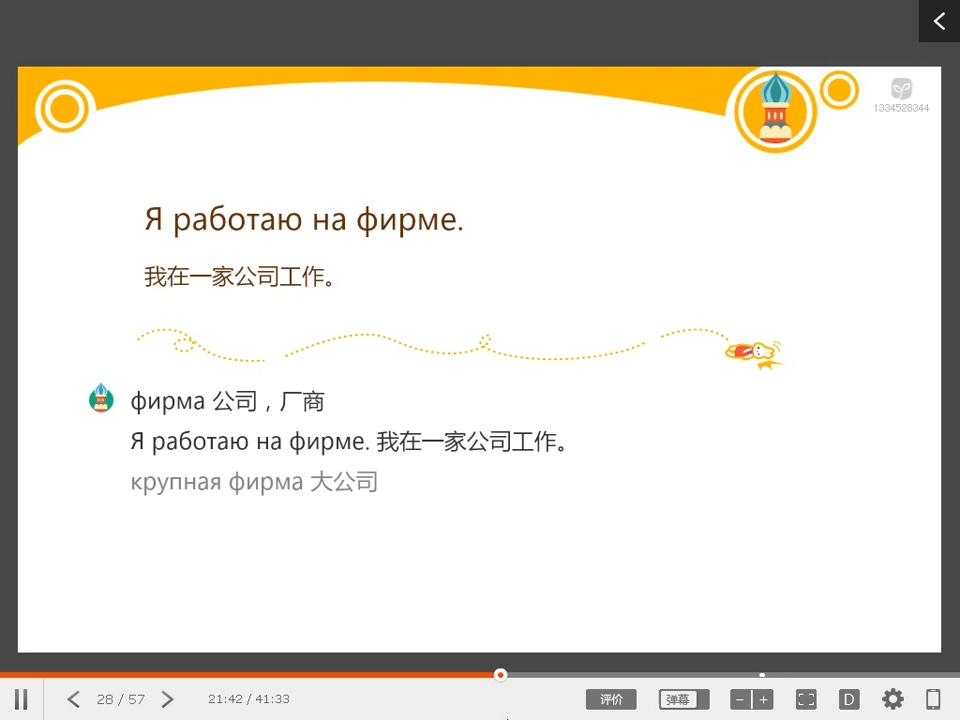 1334528344
Я работаю на фирме.
我在一家公司工作。
фирма 公司，厂商
Я работаю на фирме. 我在一家公司工作。
крупная фирма 大公司
28 / 57
21:42 / 41:33
评价
弹幕
D